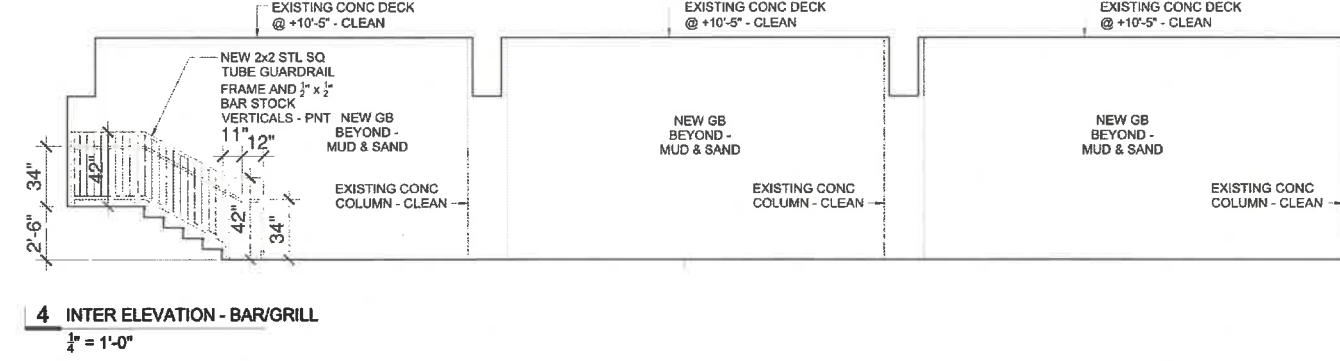 EXISTING CONC DECK
@ +10'-5" - CLEAN
EXISTING CONC DECK
@ +10'-5" - CLEAN
EXISTING CONC DECK
@ +10'-5" - CLEAN
NEW 2x2 STL SQ
TUBE GUARDRAIL
FRAME AND 1/2" x 1/2"
BAR STOCK
VERTICALS - PNT
NEW GB
BEYOND -
MUD & SAND
NEW GB
BEYOND -
MUD & SAND
NEW GB
BEYOND -
MUD & SAND
11"
12"
34"
42"
2'-6"
42"
34"
EXISTING CONC
COLUMN - CLEAN
EXISTING CONC
COLUMN - CLEAN
EXISTING CONC
COLUMN - CLEAN
4 INTER ELEVATION - BAR/GRILL
1/4" = 1'-0"